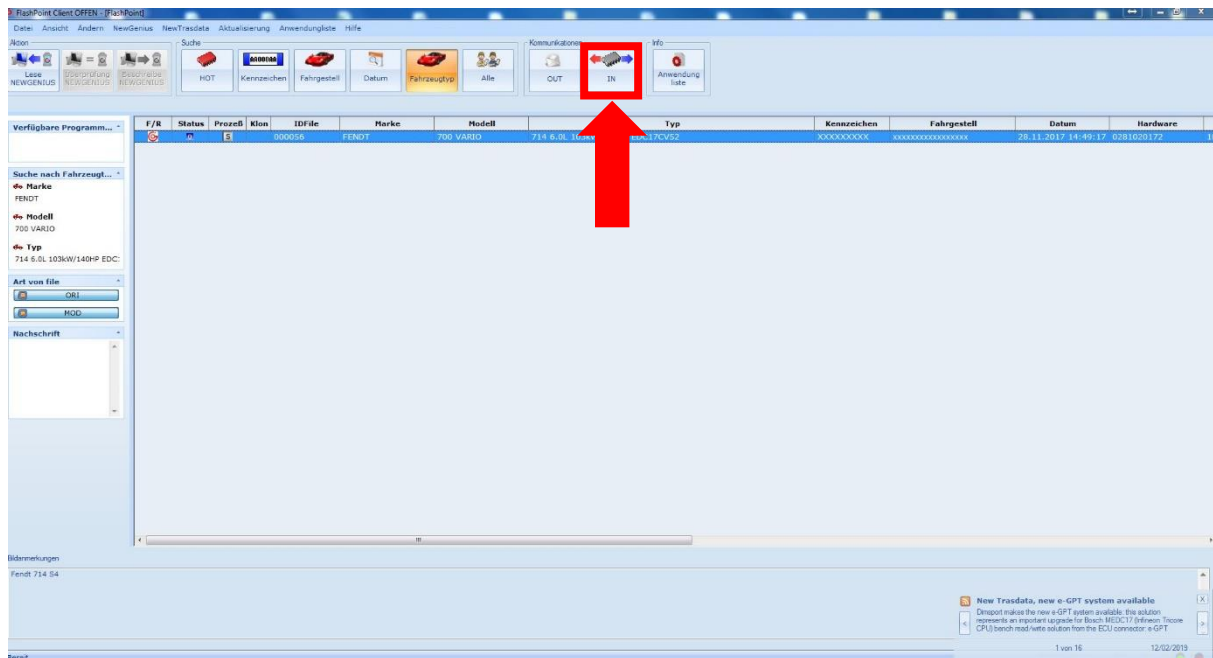 FlashPoint Client OFFEN - [FlashPoint]
Datei Ansicht Ändern NewGenius NewTrasdata Aktualisierung Anwendungliste Hilfe
Aktion Suche Kommunikationen Info
Lese NEWGENIUS Überprüfung NEWGENIUS Beschreibe NEWGENIUS HOT Kennzeichen Fahrgestell Datum Fahrzeugtyp Alle OUT IN Anwendung liste
Verfügbare Programm...
F/R Status Prozeß Klon IDFile Marke Modell Typ Kennzeichen Fahrgestell Datum Hardware
S 000056 FENDT 700 VARIO 714 6.0L EDC17CV52 XXXXXXXXX xxxxxxxxxxxxxxxxx 28.11.2017 14:49:17 0281020172
Suche nach Fahrzeugt...
Marke
FENDT
Modell
700 VARIO
Typ
714 6.0L 103kW/140HP EDC:
Art von file
ORI
MOD
Nachschrift
Bildanmerkungen
Fendt 714 S4
New Trasdata, new e-GPT system available
Dimsport makes the new e-GPT system available: this solution
represents an important upgrade for Bosch MEDC17 (Infineon Tricore
CPU) bench read/write solution from the ECU connector: e-GPT
1 von 16 12/02/2019
Bereit